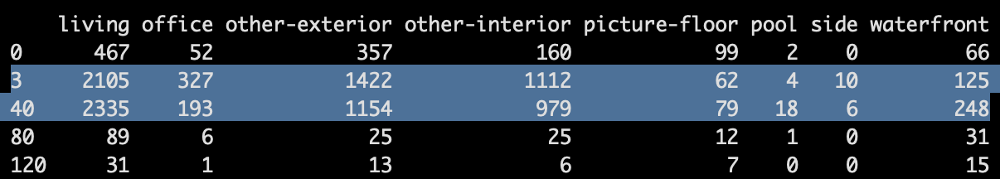 living office other-exterior other-interior picture-floor pool side waterfront
0 467 52 357 160 99 2 0 66
3 2105 327 1422 1112 62 4 10 125
40 2335 193 1154 979 79 18 6 248
80 89 6 25 25 12 1 0 31
120 31 1 13 6 7 0 0 15